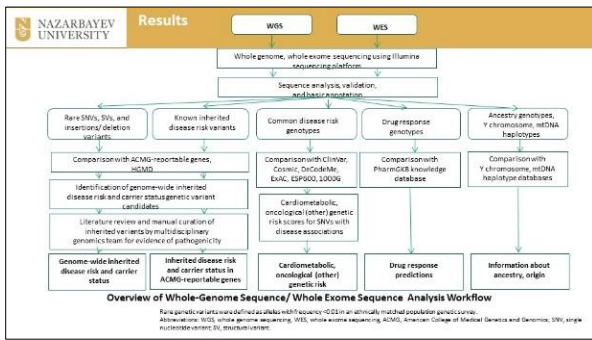 NAZARBAYEV
UNIVERSITY
Results
WGS
WES
Whole genome, whole exome sequencing using Illumina
sequencing platform
Sequence analysis, validation,
and basic annotation
Rare SNVs, SVs, and
insertions/ deletion
variants
Known inherited
disease risk variants
Common disease risk
genotypes
Drug response
genotypes
Ancestry genotypes,
Y chromosome, mtDNA
haplotypes
Comparison with ACMG-reportable genes,
HGMD
Comparison with ClinVar,
Cosmic, DeCodeMe,
ExAC, ESP600, 1000G
Comparison with
PharmGKB knowledge
database
Comparison with
Y chromosome, mtDNA
haplotype databases
Identification of genome-wide inherited
disease risk and carrier status genetic variant
candidates
Cardiometabolic,
oncological (other) genetic
risk scores for SNVs with
disease associations
Literature review and manual curation of
inherited variants by multidisciplinary
genomics team for evidence of pathogenicity
Genome-wide inherited
disease risk and carrier
status
Inherited disease risk
and carrier status in
ACMG-reportable genes
Cardiometabolic,
oncological (other)
genetic risk
Drug response
predictions
Information about
ancestry, origin
Overview of Whole-Genome Sequence/ Whole Exome Sequence Analysis Workflow
Rare genetic variants were defined as alleles with frequency <0.01 in an ethnically matched population genetic survey.
Abbreviations: WGS, whole genome sequencing, WES, whole exome sequencing, ACMG, American College of Medical Genetics and Genomics; SNV, single
nucleotide variant; SV, structural variant.